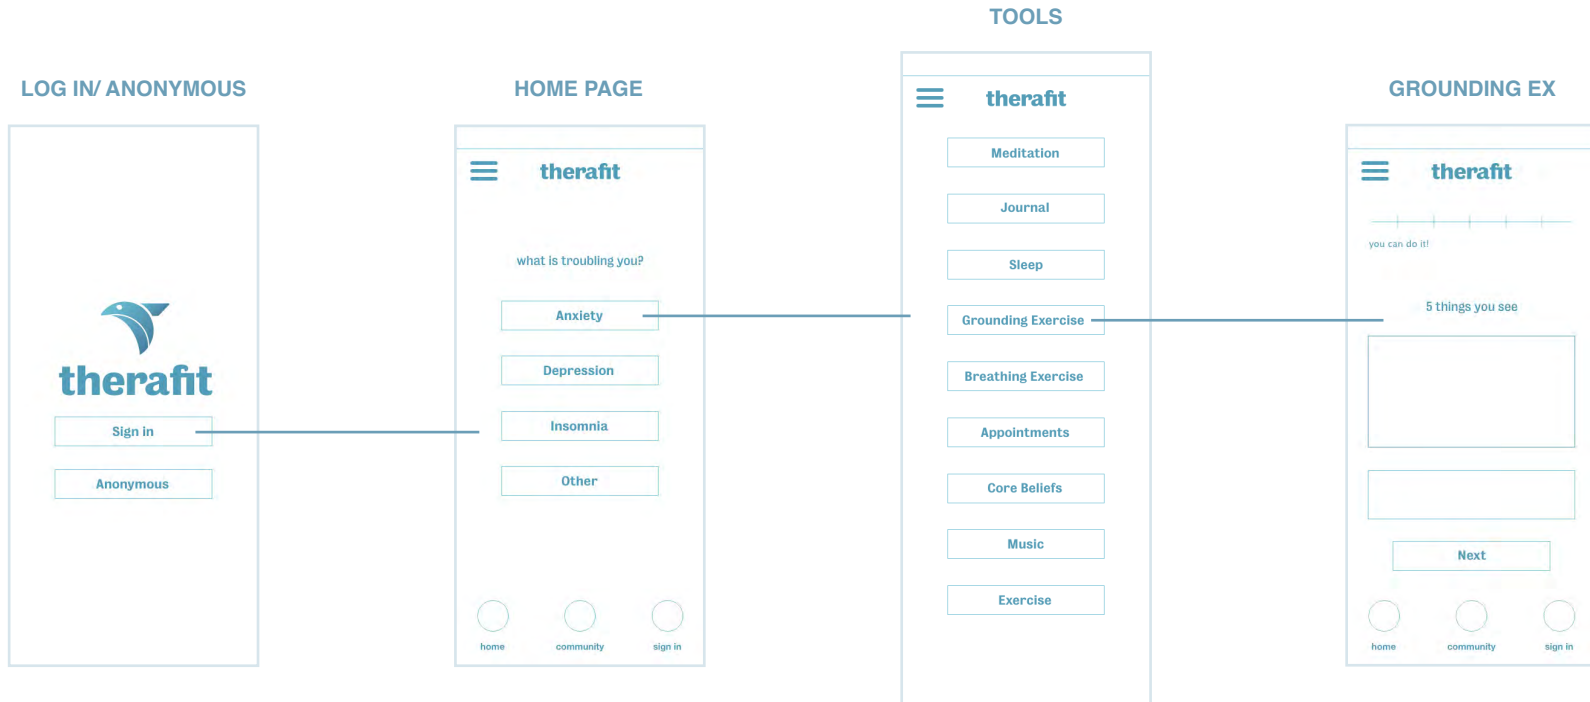 LOG IN/ ANONYMOUS
therafit
Sign in
Anonymous
HOME PAGE
therafit
what is troubling you?
Anxiety
Depression
Insomnia
Other
home community sign in
TOOLS
therafit
Meditation
Journal
Sleep
Grounding Exercise
Breathing Exercise
Appointments
Core Beliefs
Music
Exercise
GROUNDING EX
therafit
you can do it!
5 things you see
Next
home community sign in